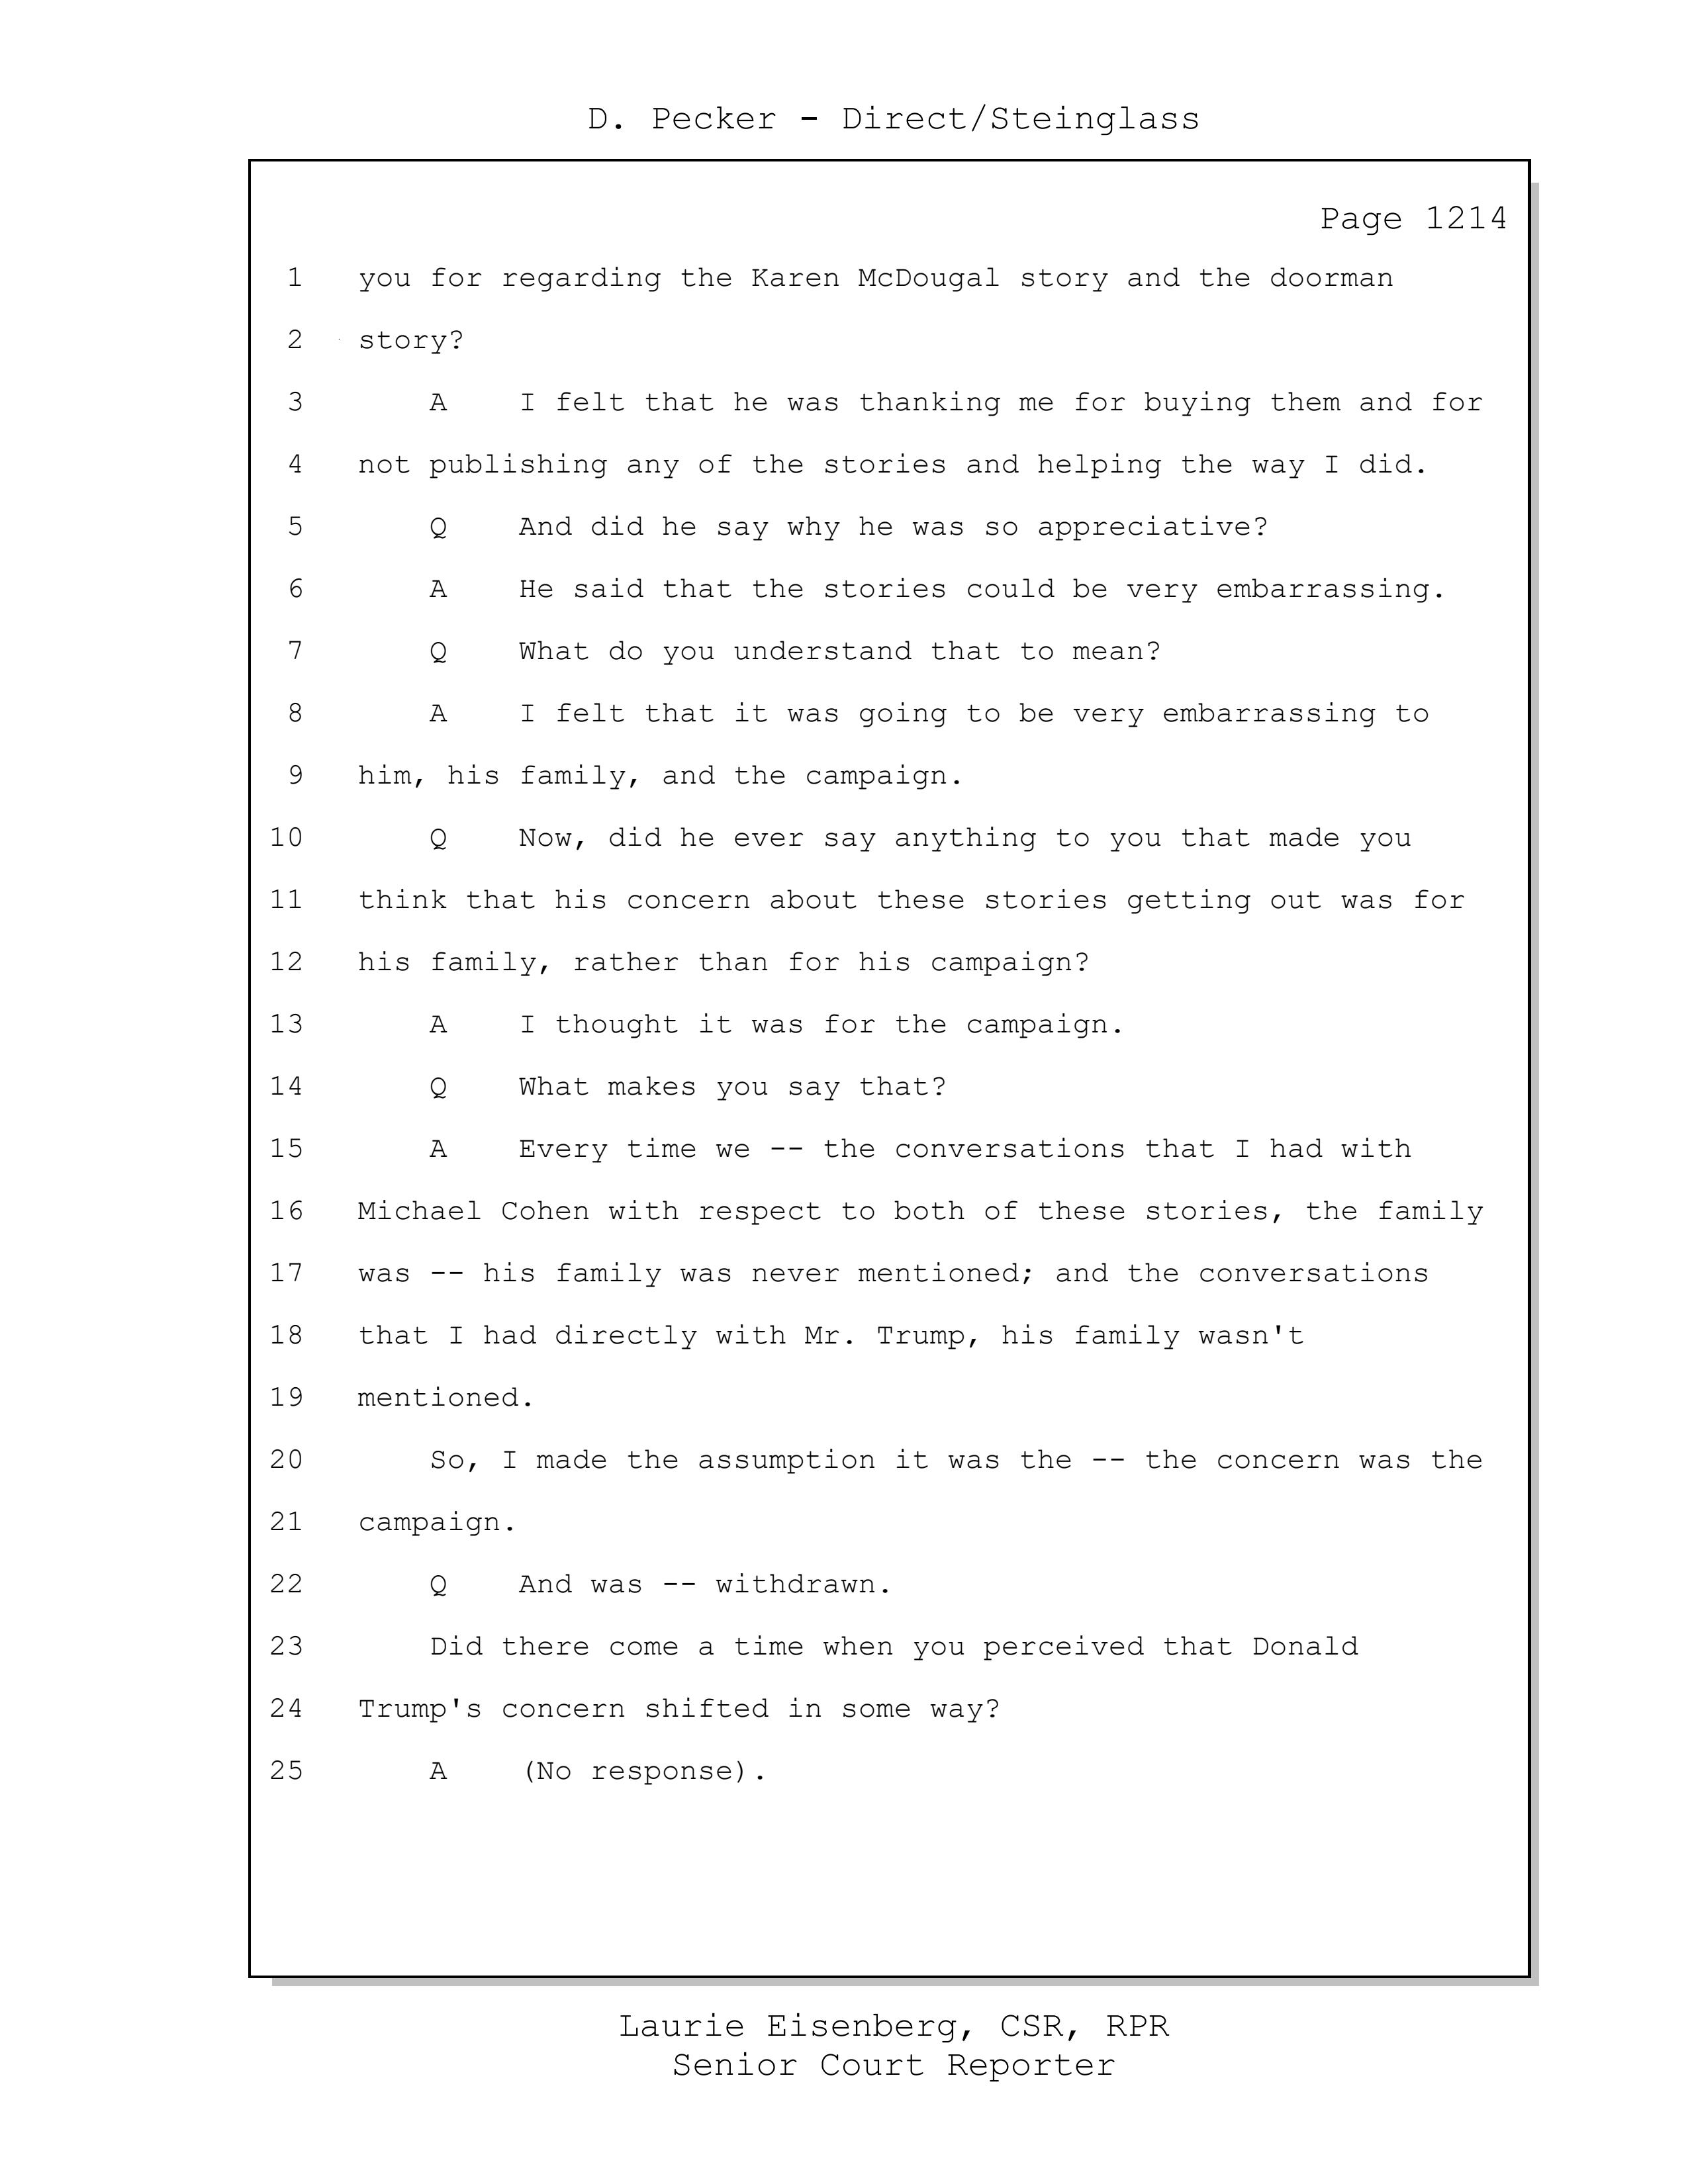 D. Pecker - Direct/Steinglass
Page 1214
1 you for regarding the Karen McDougal story and the doorman
2 story?
3 A I felt that he was thanking me for buying them and for
4 not publishing any of the stories and helping the way I did.
5 Q And did he say why he was so appreciative?
6 A He said that the stories could be very embarrassing.
7 Q What do you understand that to mean?
8 A I felt that it was going to be very embarrassing to
9 him, his family, and the campaign.
10 Q Now, did he ever say anything to you that made you
11 think that his concern about these stories getting out was for
12 his family, rather than for his campaign?
13 A I thought it was for the campaign.
14 Q What makes you say that?
15 A Every time we -- the conversations that I had with
16 Michael Cohen with respect to both of these stories, the family
17 was -- his family was never mentioned; and the conversations
18 that I had directly with Mr. Trump, his family wasn't
19 mentioned.
20 So, I made the assumption it was the -- the concern was the
21 campaign.
22 Q And was -- withdrawn.
23 Did there come a time when you perceived that Donald
24 Trump's concern shifted in some way?
25 A (No response).
Laurie Eisenberg, CSR, RPR
Senior Court Reporter